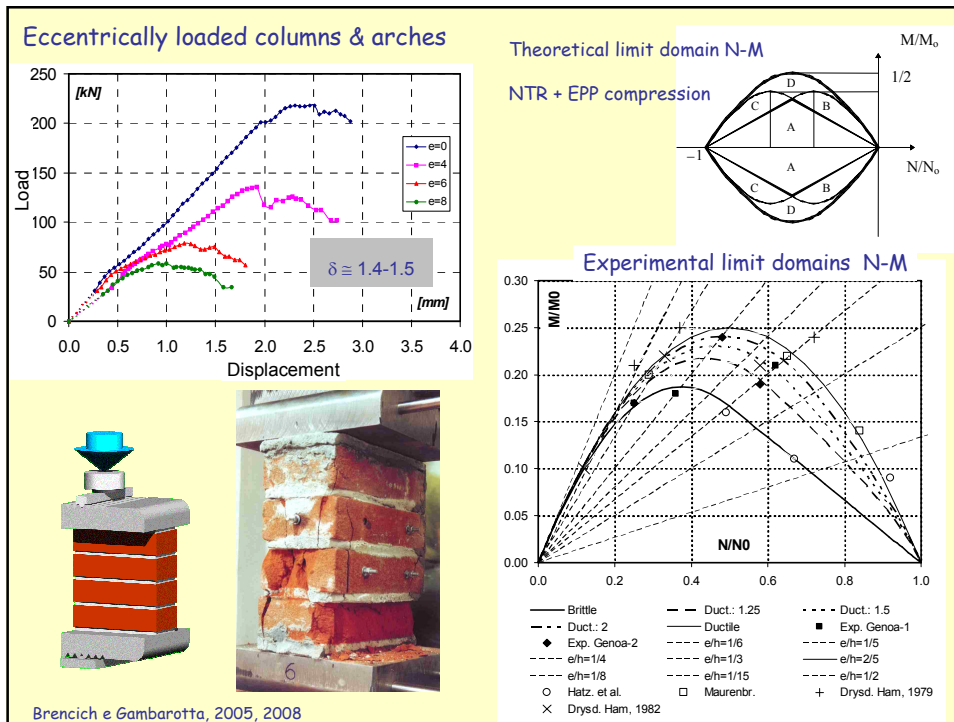 Eccentrically loaded columns & arches
[kN]
250
200
150
100
50
0
Load
e=0
e=4
e=6
e=8
δ ≅ 1.4-1.5
[mm]
0.0 0.5 1.0 1.5 2.0 2.5 3.0 3.5 4.0
Displacement
Theoretical limit domain N-M
NTR + EPP compression
M/Mo
1/2
D
C B
A
−1
N/No
A
C B
D
Experimental limit domains N-M
0.30
0.25
0.20
0.15
0.10
0.05
0.00
M/M0
N/N0
0.0 0.2 0.4 0.6 0.8 1.0
Brittle Duct.: 1.25 Duct.: 1.5
Duct.: 2 Ductile Exp. Genoa-1
Exp. Genoa-2 e/h=1/6 e/h=1/5
e/h=1/4 e/h=1/3 e/h=2/5
e/h=1/8 e/h=1/15 e/h=1/2
Hatz. et al. Maurenbr. Drysd. Ham, 1979
Drysd. Ham, 1982
6
Brencich e Gambarotta, 2005, 2008